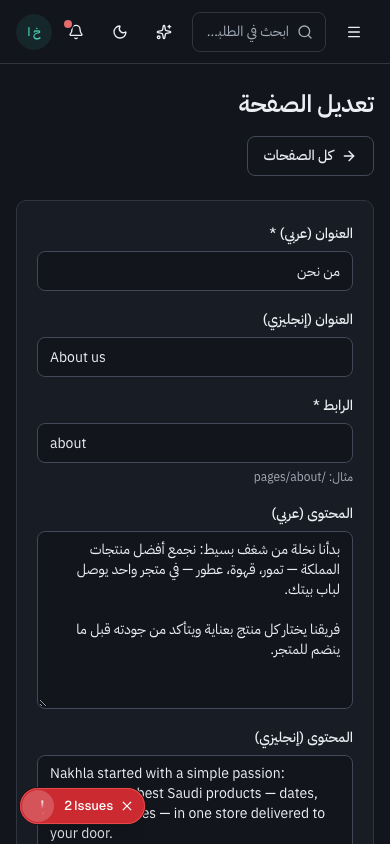 ابحث في الطلبـ...
خ ا
تعديل الصفحة
كل الصفحات
العنوان (عربي) *
من نحن
العنوان (إنجليزي)
About us
الرابط *
about
مثال: /pages/about
المحتوى (عربي)
بدأنا نخلة من شغف بسيط: نجمع أفضل منتجات
المملكة — تمور، قهوة، عطور — في متجر واحد يوصل
لباب بيتك.
فريقنا يختار كل منتج بعناية ويتأكد من جودته قبل ما
ينضم للمتجر.
المحتوى (إنجليزي)
Nakhla started with a simple passion:
best Saudi products — dates,
— in one store delivered to
your door.
2 Issues